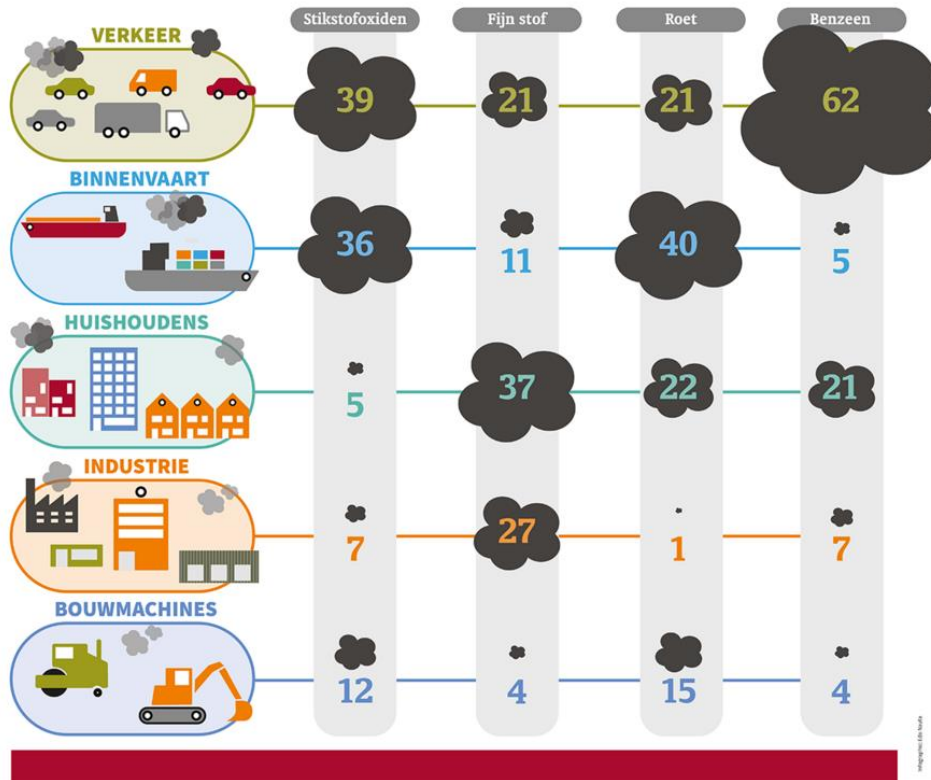 Stikstofoxiden Fijn stof Roet Benzeen
VERKEER
39 21 21 62
BINNENVAART
36 11 40 5
HUISHOUDENS
5 37 22 21
INDUSTRIE
7 27 1 7
BOUWMACHINES
12 4 15 4